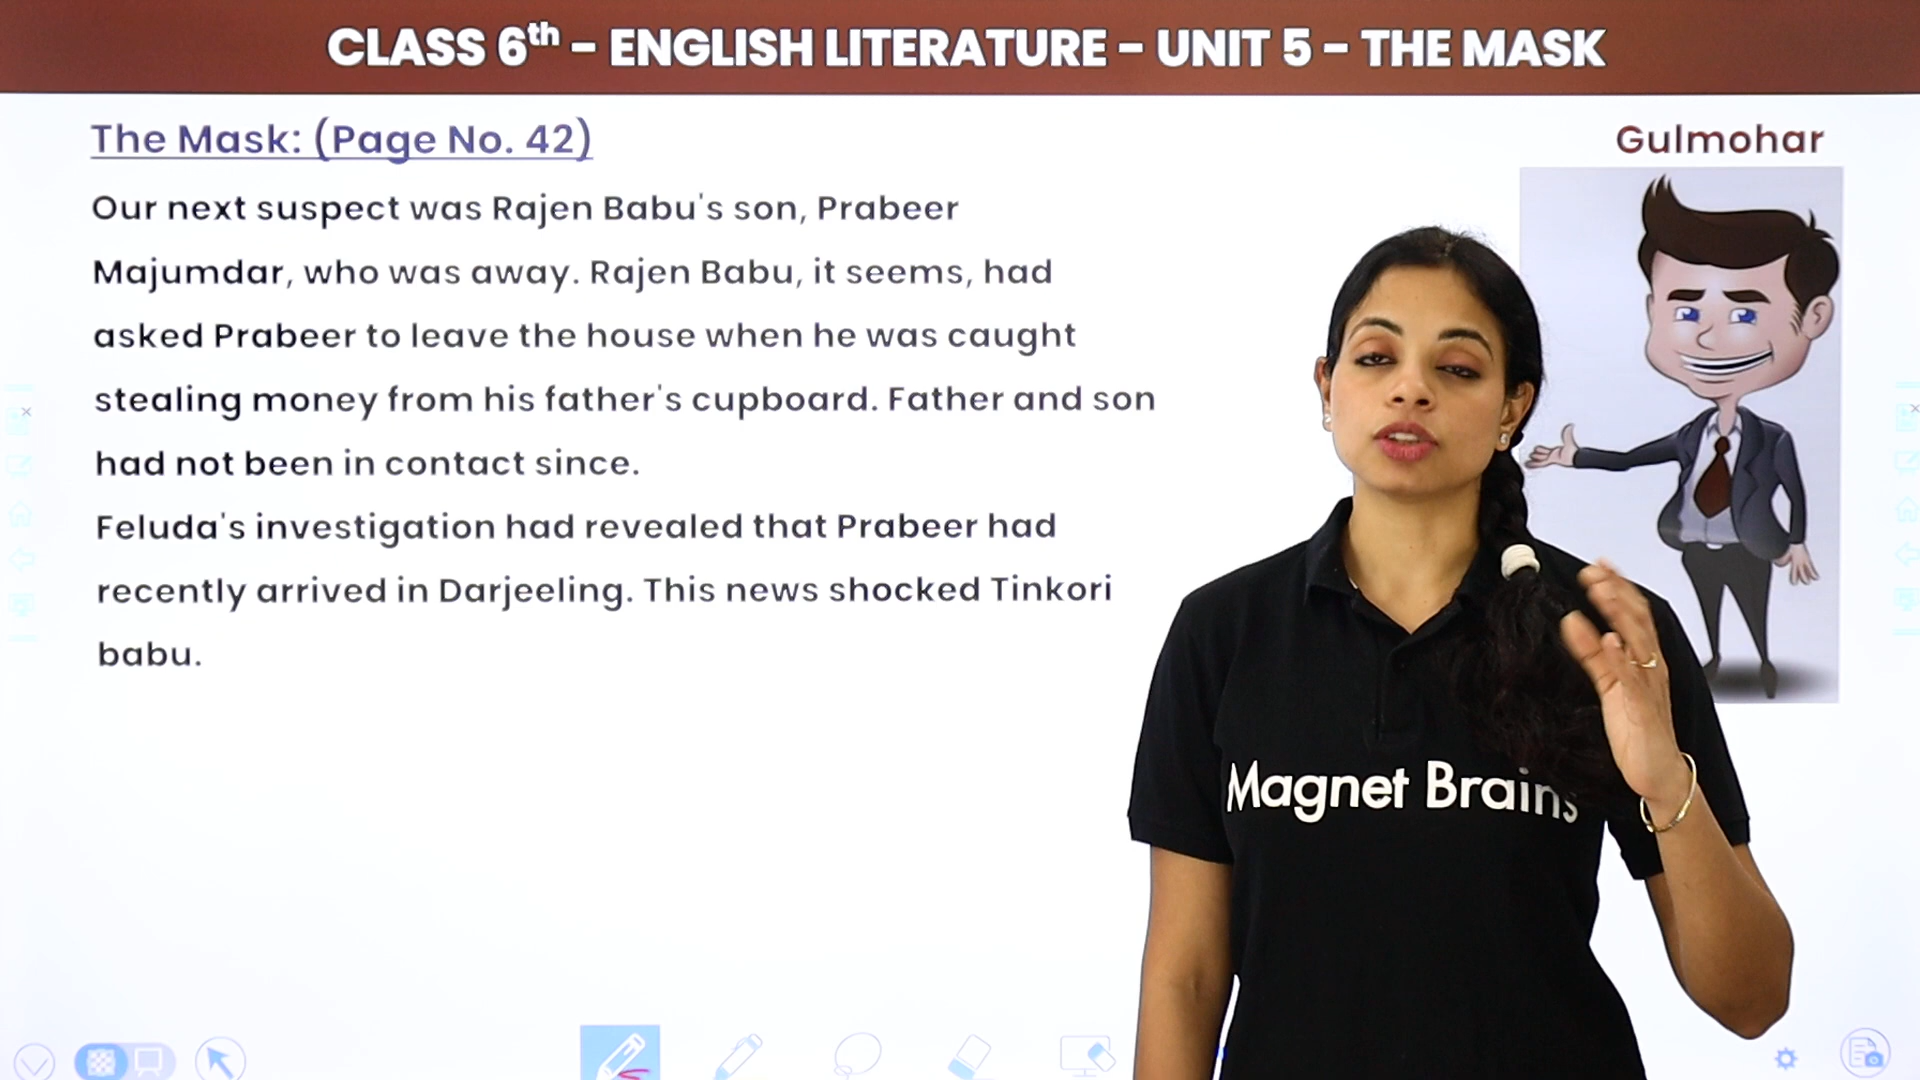 CLASS 6th – ENGLISH LITERATURE – UNIT 5 – THE MASK
The Mask: (Page No. 42)
Gulmohar
Our next suspect was Rajen Babu's son, Prabeer
Majumdar, who was away. Rajen Babu, it seems, had
asked Prabeer to leave the house when he was caught
stealing money from his father's cupboard. Father and son
had not been in contact since.
Feluda's investigation had revealed that Prabeer had
recently arrived in Darjeeling. This news shocked Tinkori
babu.
Magnet Brains